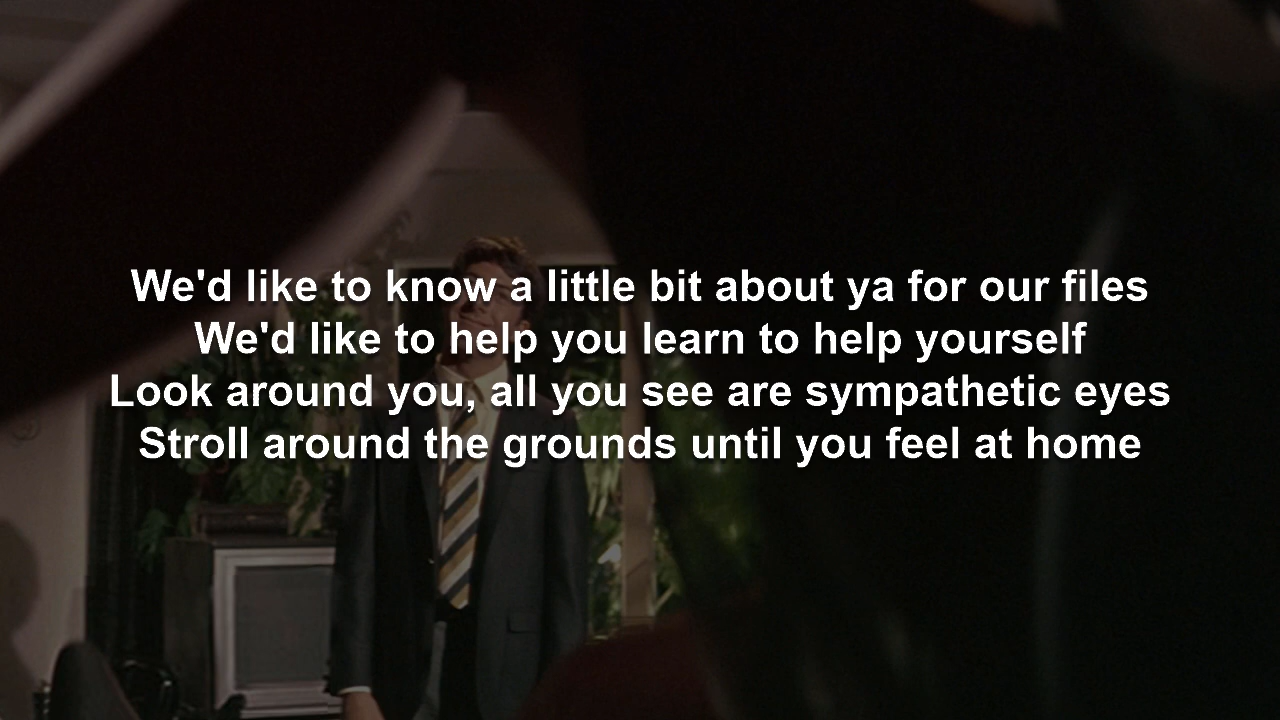 We'd like to know a little bit about ya for our files
We'd like to help you learn to help yourself
Look around you, all you see are sympathetic eyes
Stroll around the grounds until you feel at home